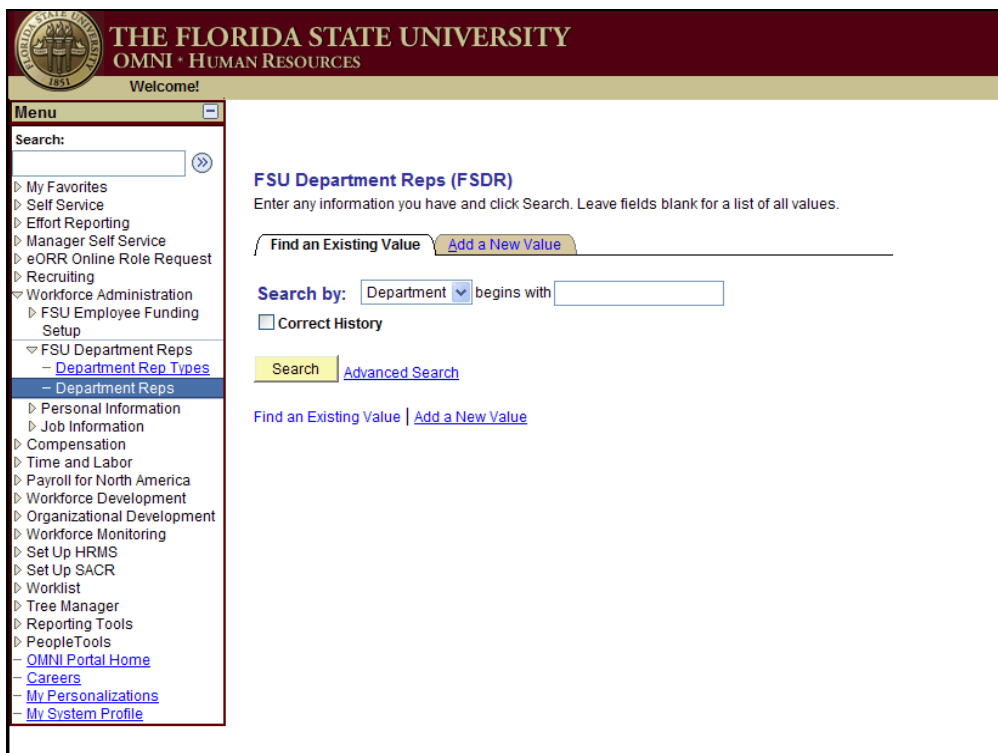 FLORIDA STATE UNIVERSITY
1851
THE FLORIDA STATE UNIVERSITY
OMNI * HUMAN RESOURCES
Welcome!
Menu
Search:
My Favorites
Self Service
Effort Reporting
Manager Self Service
eORR Online Role Request
Recruiting
Workforce Administration
FSU Employee Funding
Setup
FSU Department Reps
– Department Rep Types
– Department Reps
Personal Information
Job Information
Compensation
Time and Labor
Payroll for North America
Workforce Development
Organizational Development
Workforce Monitoring
Set Up HRMS
Set Up SACR
Worklist
Tree Manager
Reporting Tools
PeopleTools
– OMNI Portal Home
– Careers
– My Personalizations
– My System Profile
FSU Department Reps (FSDR)
Enter any information you have and click Search. Leave fields blank for a list of all values.
Find an Existing Value Add a New Value
Search by: Department begins with
Correct History
Search Advanced Search
Find an Existing Value | Add a New Value